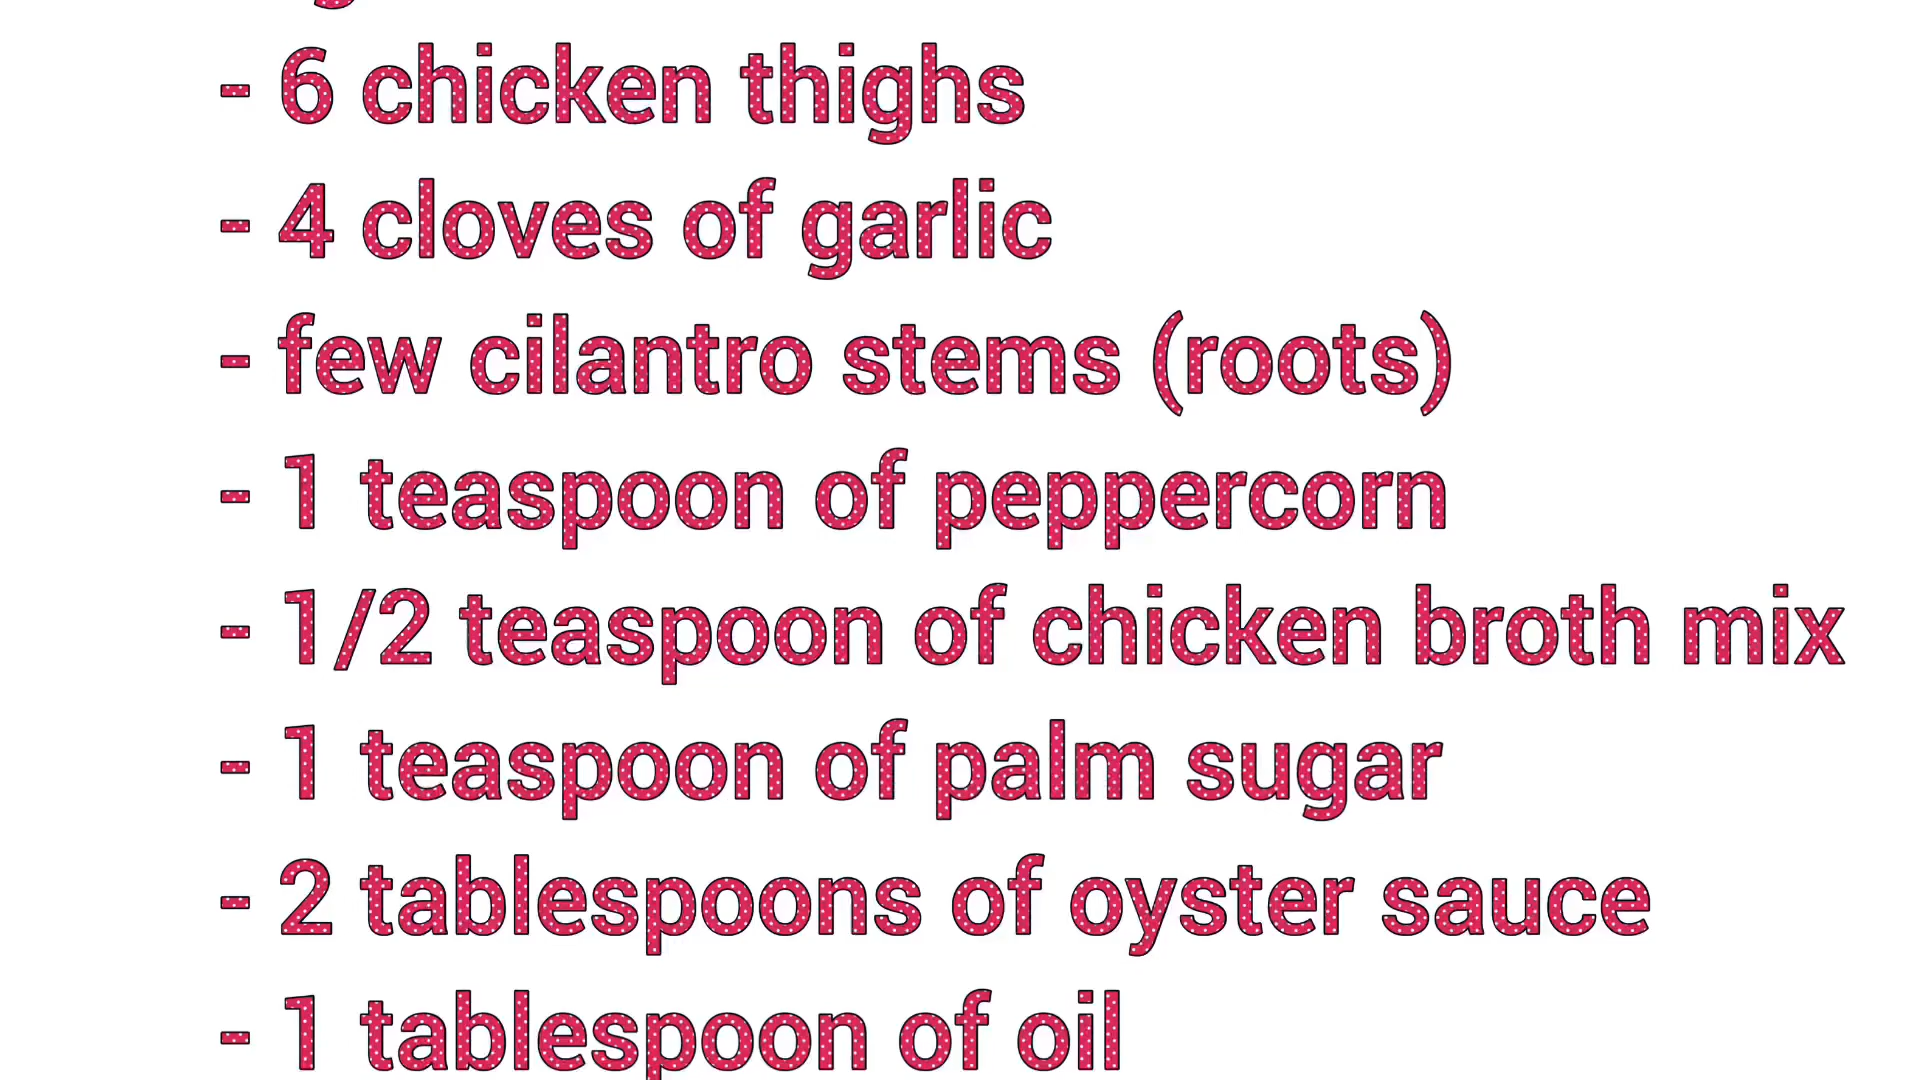 - 6 chicken thighs
- 4 cloves of garlic
- few cilantro stems (roots)
- 1 teaspoon of peppercorn
- 1/2 teaspoon of chicken broth mix
- 1 teaspoon of palm sugar
- 2 tablespoons of oyster sauce
- 1 tablespoon of oil